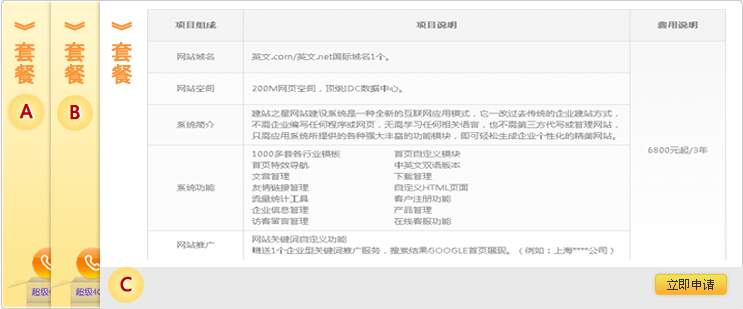 套餐
A
超级40
套餐
B
超级40
套餐
C
项目组成 项目说明 费用说明
网站域名 英文.com/英文.net国际域名1个。
网站空间 200M网页空间，顶级IDC数据中心。
系统简介 建站之星网站建设系统是一种全新的互联网应用模式，它一改过去传统的企业建站方式，
不需企业编写任何程序或网页，无需学习任何相关语言，也不需第三方代写或管理网站，
只需应用系统所提供的各种强大丰富的功能模块，即可轻松生成企业个性化的精美网站。
6800元起/3年
系统功能
1000多套各行业模板 首页自定义模块
首页特效导航 中英文双语版本
文章管理 下载管理
友情链接管理 自定义HTML页面
流量统计工具 客户注册功能
企业信息管理 产品管理
访客留言管理 在线客服功能
网站推广 网站关键词自定义功能
赠送1个企业型关键词推广服务，搜索结果GOOGLE首页展现。（例如：上海****公司）
立即申请